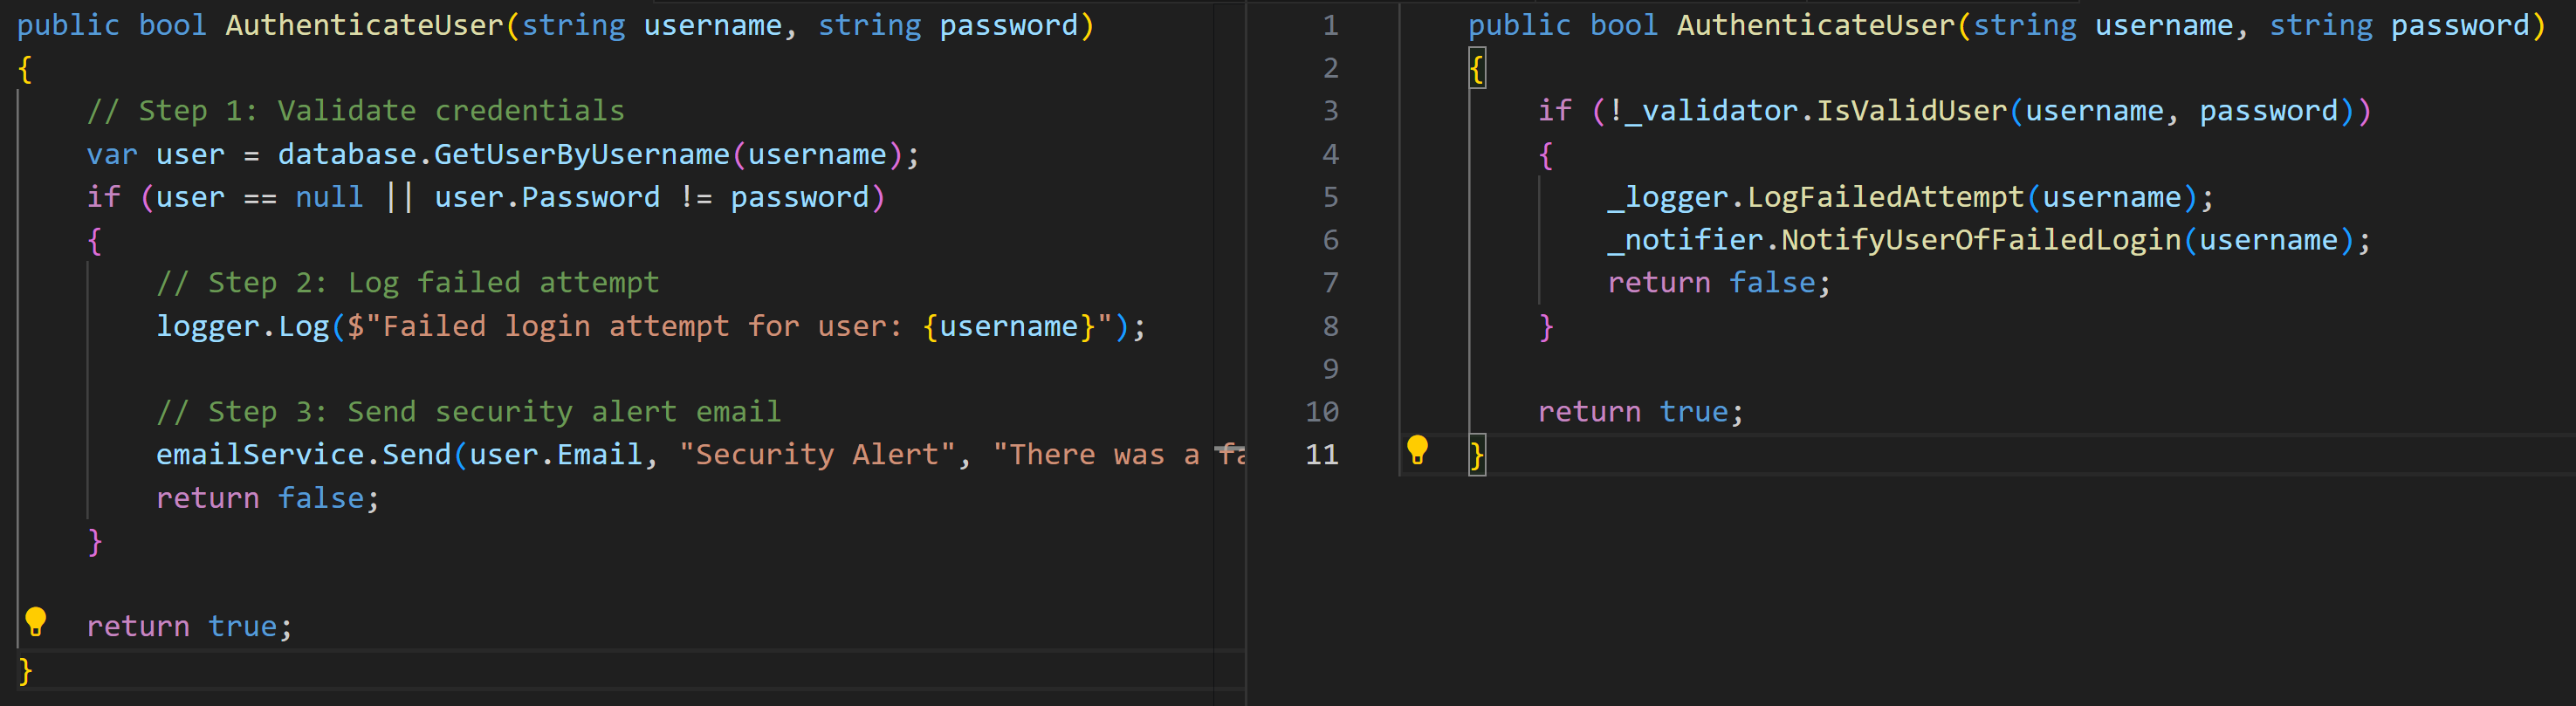 public bool AuthenticateUser(string username, string password)
{
    // Step 1: Validate credentials
    var user = database.GetUserByUsername(username);
    if (user == null || user.Password != password)
    {
        // Step 2: Log failed attempt
        logger.Log($"Failed login attempt for user: {username}");

        // Step 3: Send security alert email
        emailService.Send(user.Email, "Security Alert", "There was a
        return false;
    }

    return true;
}
1 public bool AuthenticateUser(string username, string password)
2 {
3     if (!_validator.IsValidUser(username, password))
4     {
5         _logger.LogFailedAttempt(username);
6         _notifier.NotifyUserOfFailedLogin(username);
7         return false;
8     }
9
10     return true;
11 }